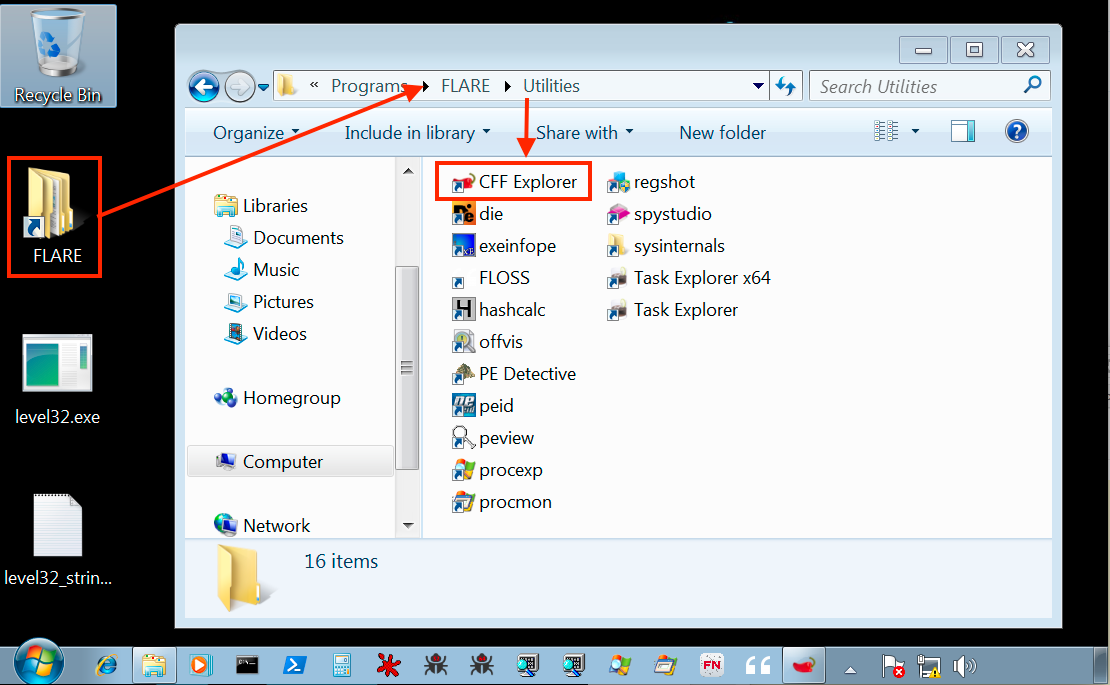 Recycle Bin
FLARE
level32.exe
level32_strin...
« Programs FLARE Utilities
Search Utilities
Organize Include in library Share with New folder
Libraries
Documents
Music
Pictures
Videos
Homegroup
Computer
Network
CFF Explorer
die
exeinfope
FLOSS
hashcalc
offvis
PE Detective
peid
peview
procexp
procmon
regshot
spystudio
sysinternals
Task Explorer x64
Task Explorer
16 items
FN